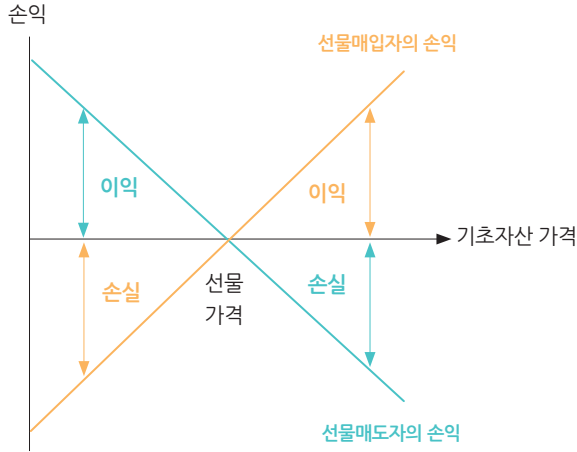 손익
선물매입자의 손익
이익
이익
기초자산 가격
손실
선물
가격
손실
선물매도자의 손익